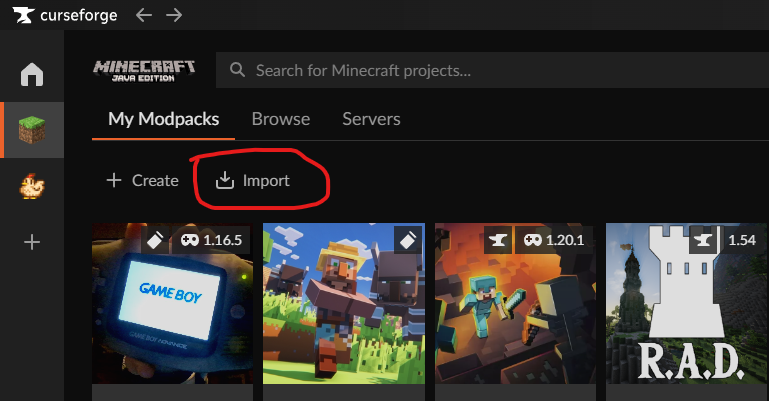 curseforge
MINECRAFT
JAVA EDITION
Search for Minecraft projects...
My Modpacks Browse Servers
Create Import
1.16.5 1.20.1 1.54
GAME BOY
GAME BOY ADVANCE
R.A.D.